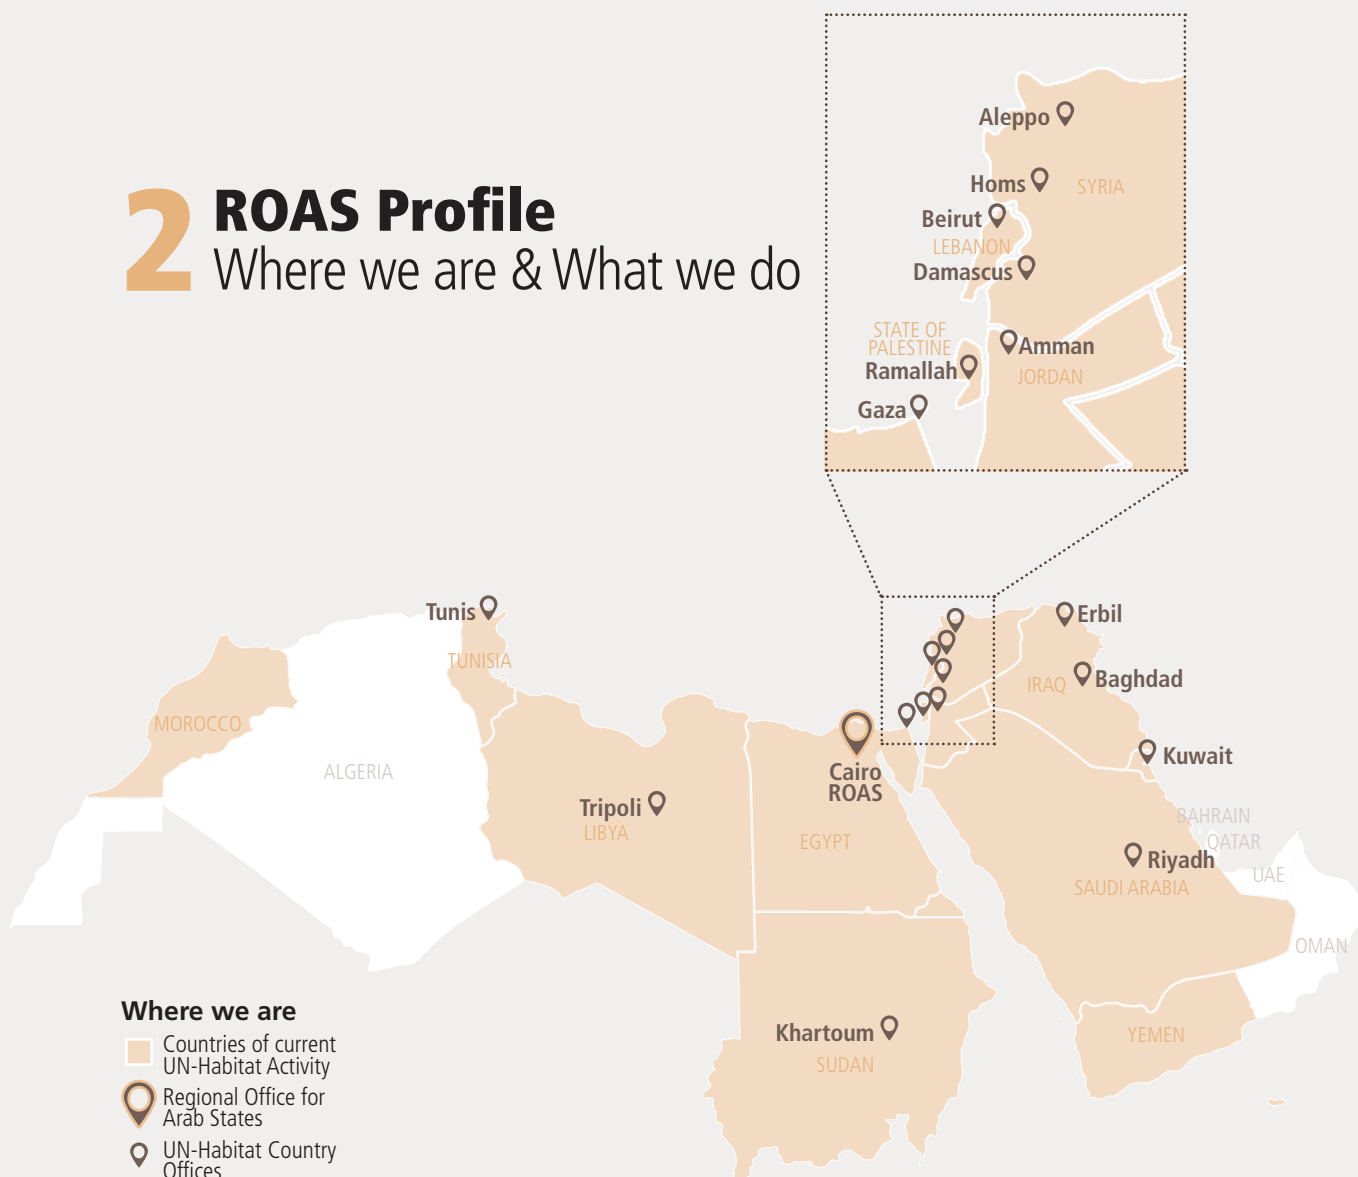 2 ROAS Profile
Where we are & What we do
Aleppo
Homs
SYRIA
Beirut
LEBANON
Damascus
STATE OF
PALESTINE
Amman
Ramallah
JORDAN
Gaza
Tunis
TUNISIA
Erbil
IRAQ
Baghdad
MOROCCO
ALGERIA
Kuwait
Cairo
ROAS
Tripoli
LIBYA
EGYPT
BAHRAIN
QATAR
Riyadh
UAE
SAUDI ARABIA
OMAN
Khartoum
SUDAN
YEMEN
Where we are
Countries of current
UN-Habitat Activity
Regional Office for
Arab States
UN-Habitat Country
Offices